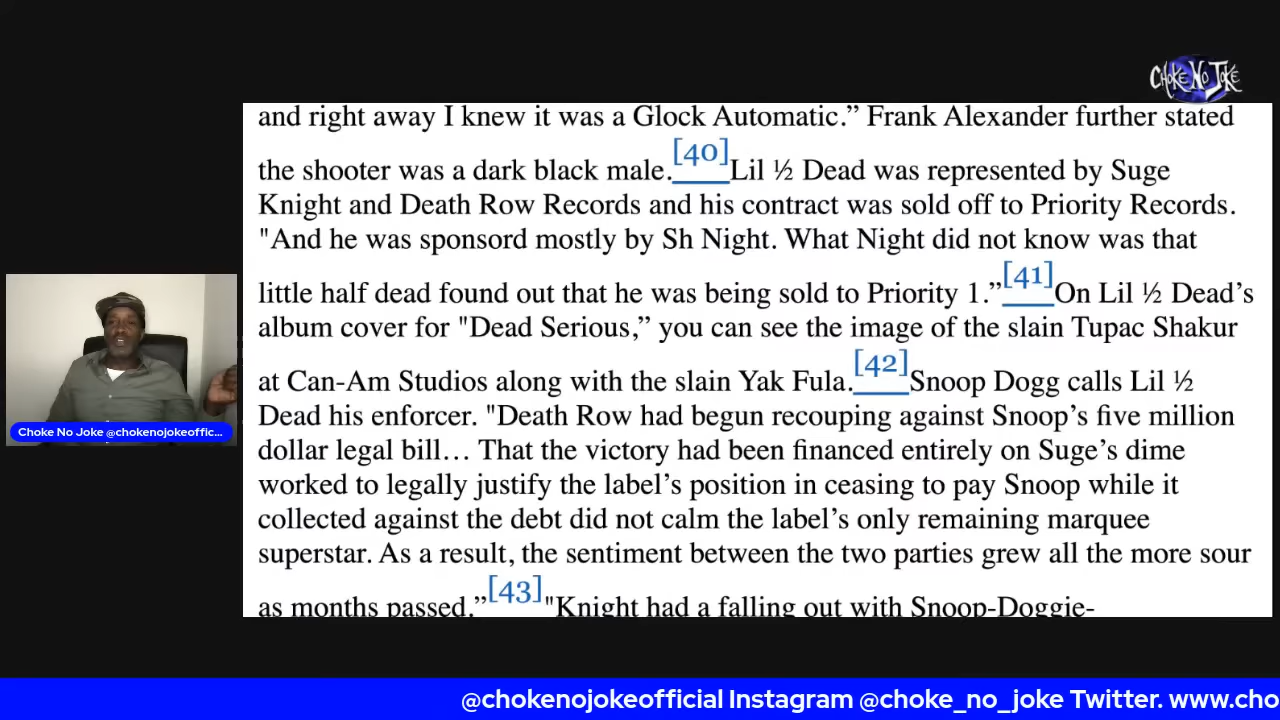 CHOKE NO JOKE
and right away I knew it was a Glock Automatic.” Frank Alexander further stated
the shooter was a dark black male.[40]Lil ½ Dead was represented by Suge
Knight and Death Row Records and his contract was sold off to Priority Records.
"And he was sponsord mostly by Sh Night. What Night did not know was that
little half dead found out that he was being sold to Priority 1.”[41]On Lil ½ Dead’s
album cover for "Dead Serious,” you can see the image of the slain Tupac Shakur
at Can-Am Studios along with the slain Yak Fula.[42]Snoop Dogg calls Lil ½
Dead his enforcer. "Death Row had begun recouping against Snoop’s five million
dollar legal bill… That the victory had been financed entirely on Suge’s dime
worked to legally justify the label’s position in ceasing to pay Snoop while it
collected against the debt did not calm the label’s only remaining marquee
superstar. As a result, the sentiment between the two parties grew all the more sour
as months passed.”[43]"Knight had a falling out with Snoop-Doggie-
Choke No Joke @chokenojokeoffic...
@chokenojokeofficial Instagram @choke_no_joke Twitter. www.cho